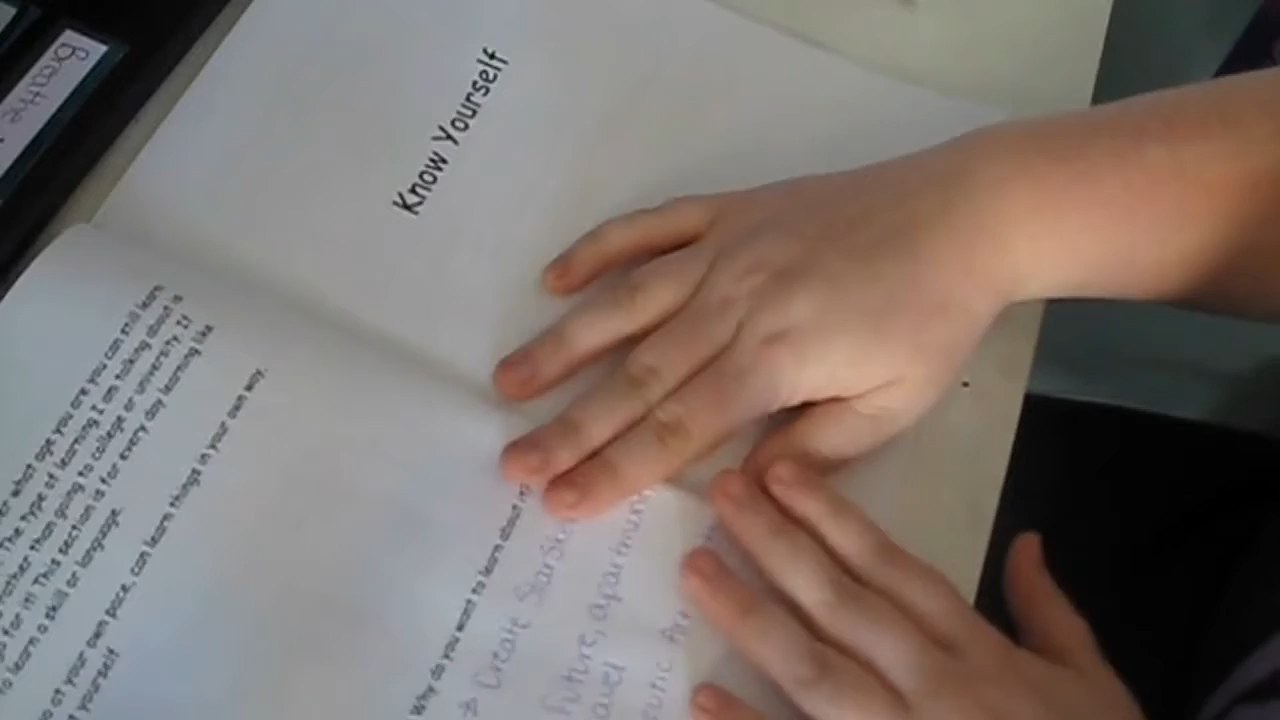 Breathe
Know Yourself
what age you are you can still learn
The type of learning I am talking about is
rather than going to college or university. If
for it! This section is for every day learning like
to learn a skill or language.
at your own pace, can learn things in your own way,
yourself
Why do you want to learn about it?
Create
Future,